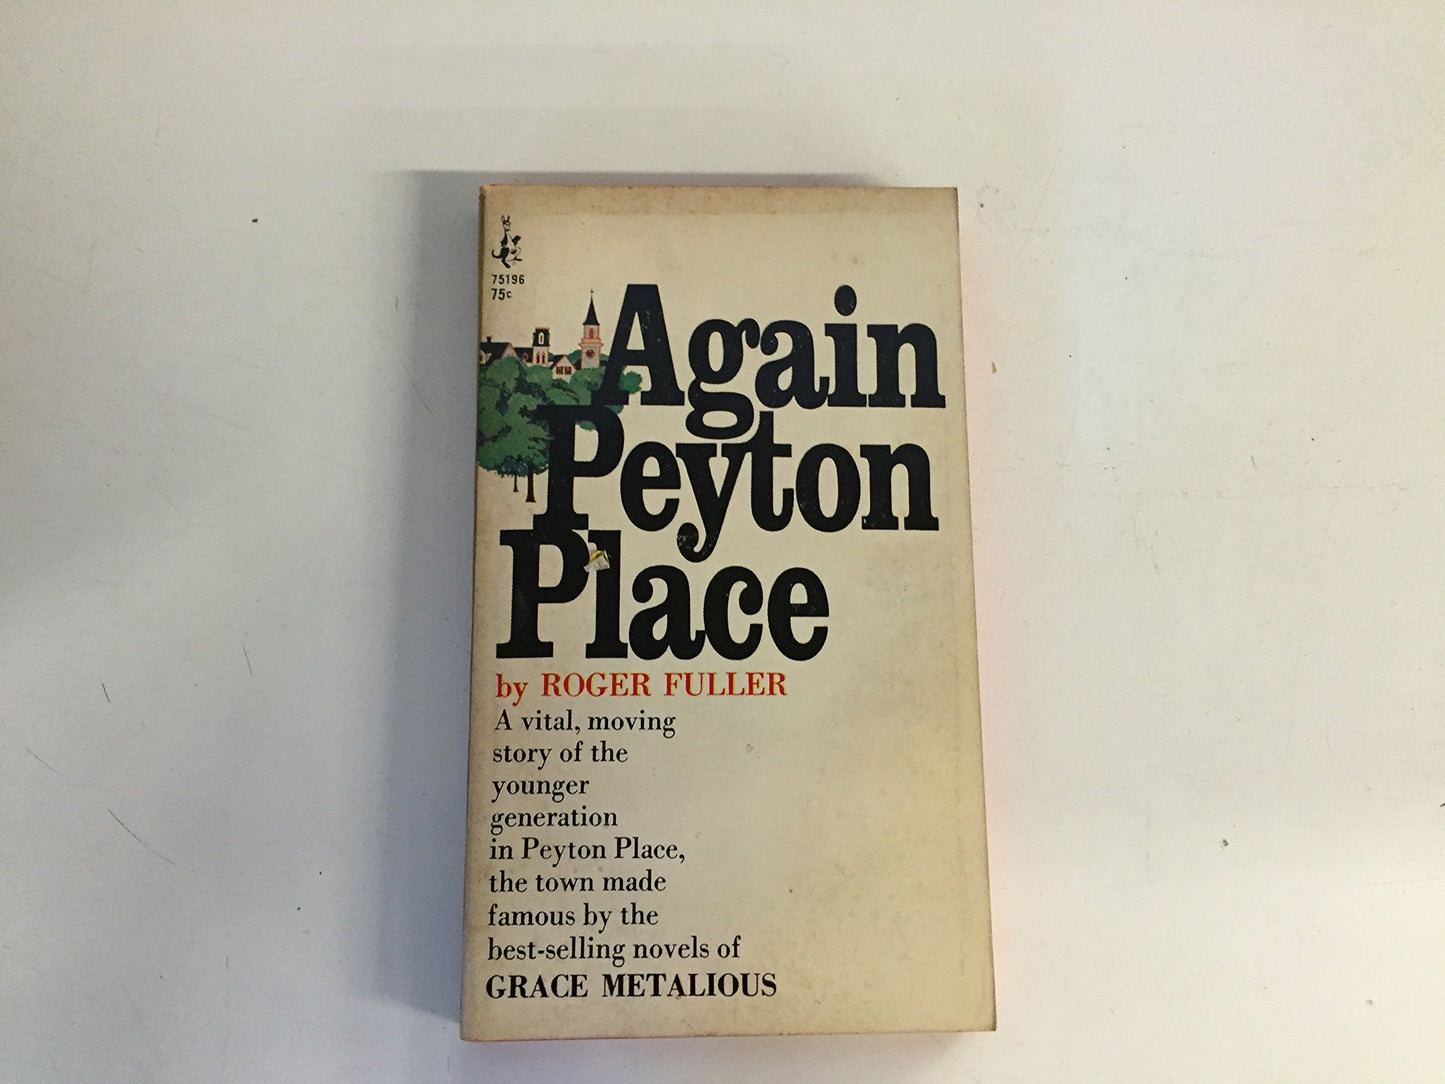 75196
75c
Again
Peyton
Place
by ROGER FULLER
A vital, moving
story of the
younger
generation
in Peyton Place,
the town made
famous by the
best-selling novels of
GRACE METALIOUS